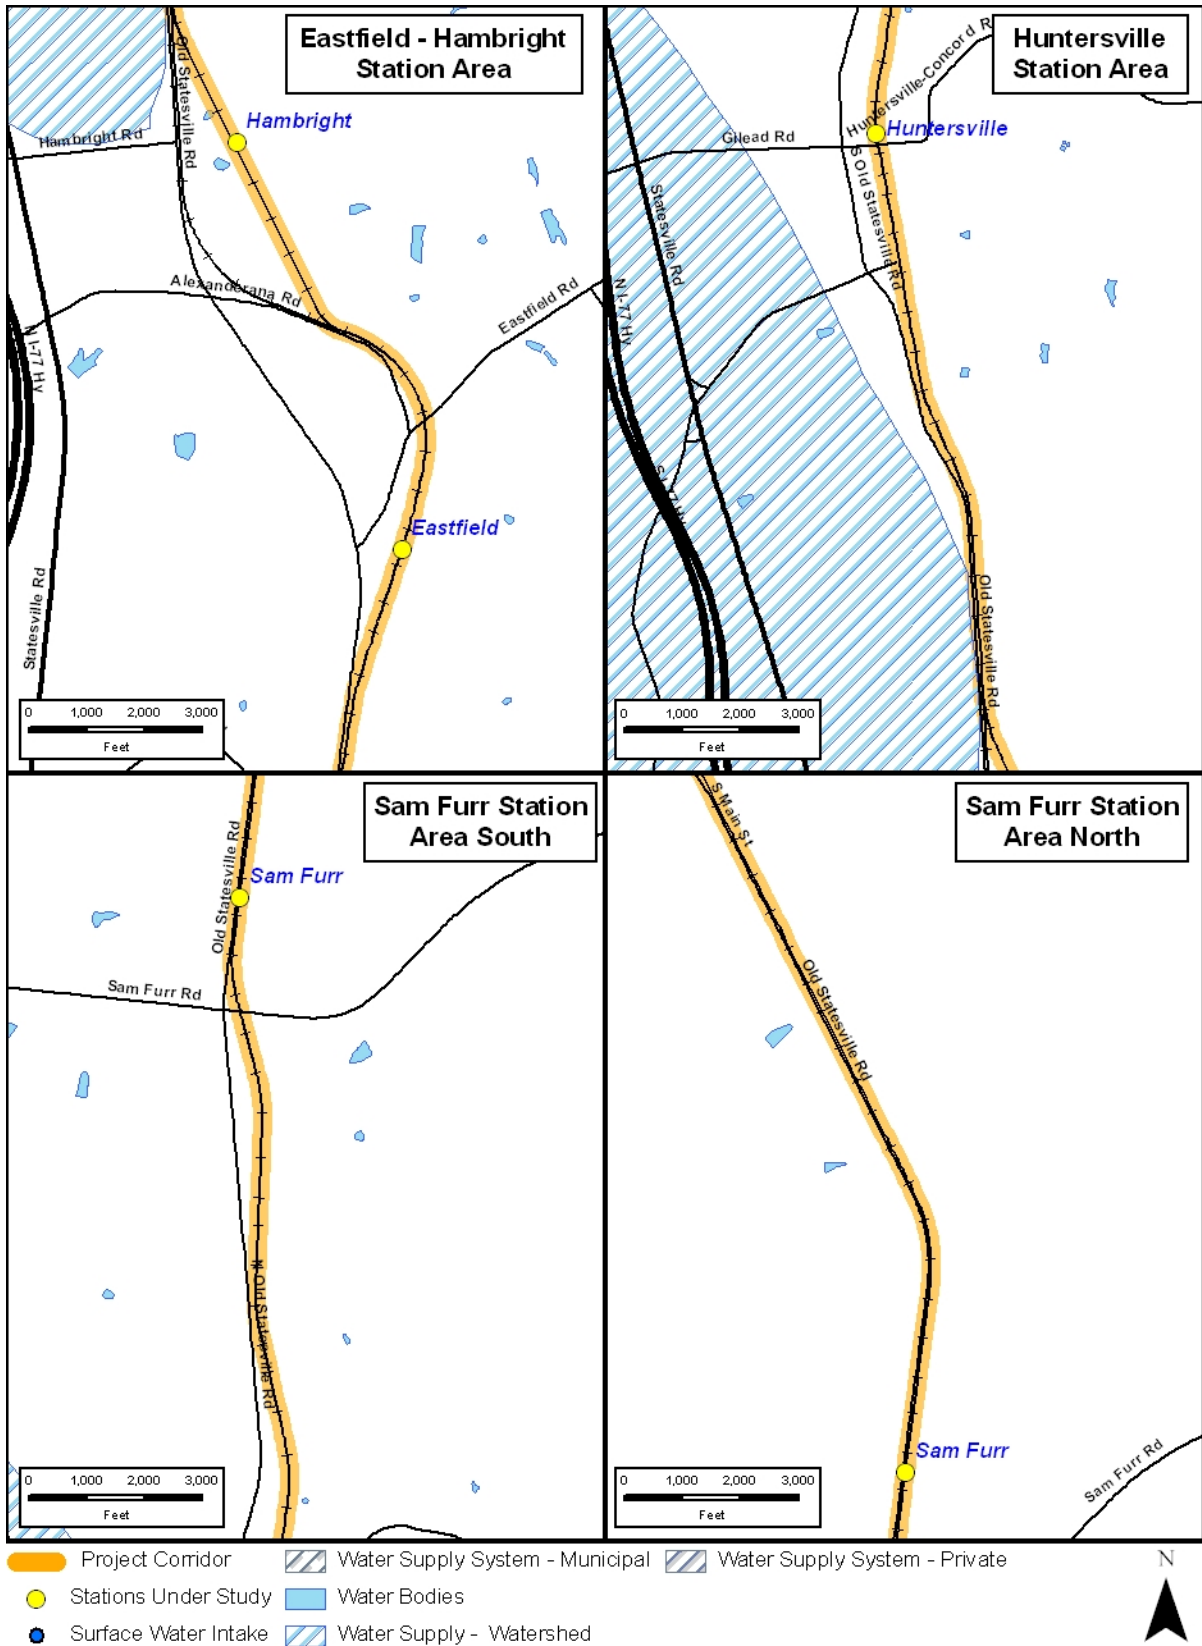 Eastfield - Hambright
Station Area
Old Statesville Rd
Hambright
Hambright Rd
Alexanderana Rd
Eastfield Rd
N I-77 Hy
Eastfield
Statesville Rd
0 1,000 2,000 3,000
Feet
Huntersville
Station Area
Huntersville-Concord R
Huntersville
Gilead Rd
S Old Statesville Rd
Statesville Rd
N I-77 Hy
S I-77 H
Old Statesville Rd
0 1,000 2,000 3,000
Feet
Sam Furr Station
Area South
Old Statesville Rd
Sam Furr
Sam Furr Rd
N Old Statesville Rd
0 1,000 2,000 3,000
Feet
Sam Furr Station
Area North
S Main St
Old Statesville Rd
Sam Furr
Sam Furr Rd
0 1,000 2,000 3,000
Feet
Project Corridor Water Supply System - Municipal Water Supply System - Private N
Stations Under Study Water Bodies
Surface Water Intake Water Supply - Watershed